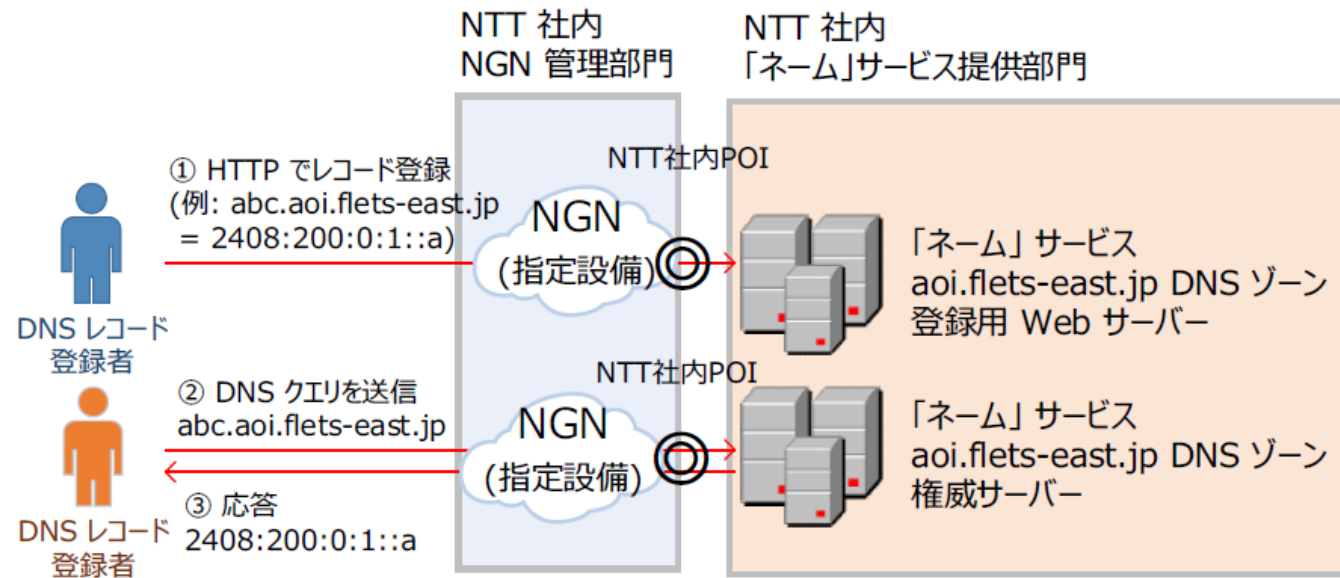 NTT 社内
NGN 管理部門
NTT 社内
「ネーム」サービス提供部門
① HTTP でレコード登録
(例: abc.aoi.flets-east.jp
= 2408:200:0:1::a)
NTT社内POI
NGN
(指定設備)
DNS レコード
登録者
「ネーム」 サービス
aoi.flets-east.jp DNS ゾーン
登録用 Web サーバー
② DNS クエリを送信
abc.aoi.flets-east.jp
NTT社内POI
NGN
(指定設備)
③ 応答
2408:200:0:1::a
DNS レコード
登録者
「ネーム」 サービス
aoi.flets-east.jp DNS ゾーン
権威サーバー